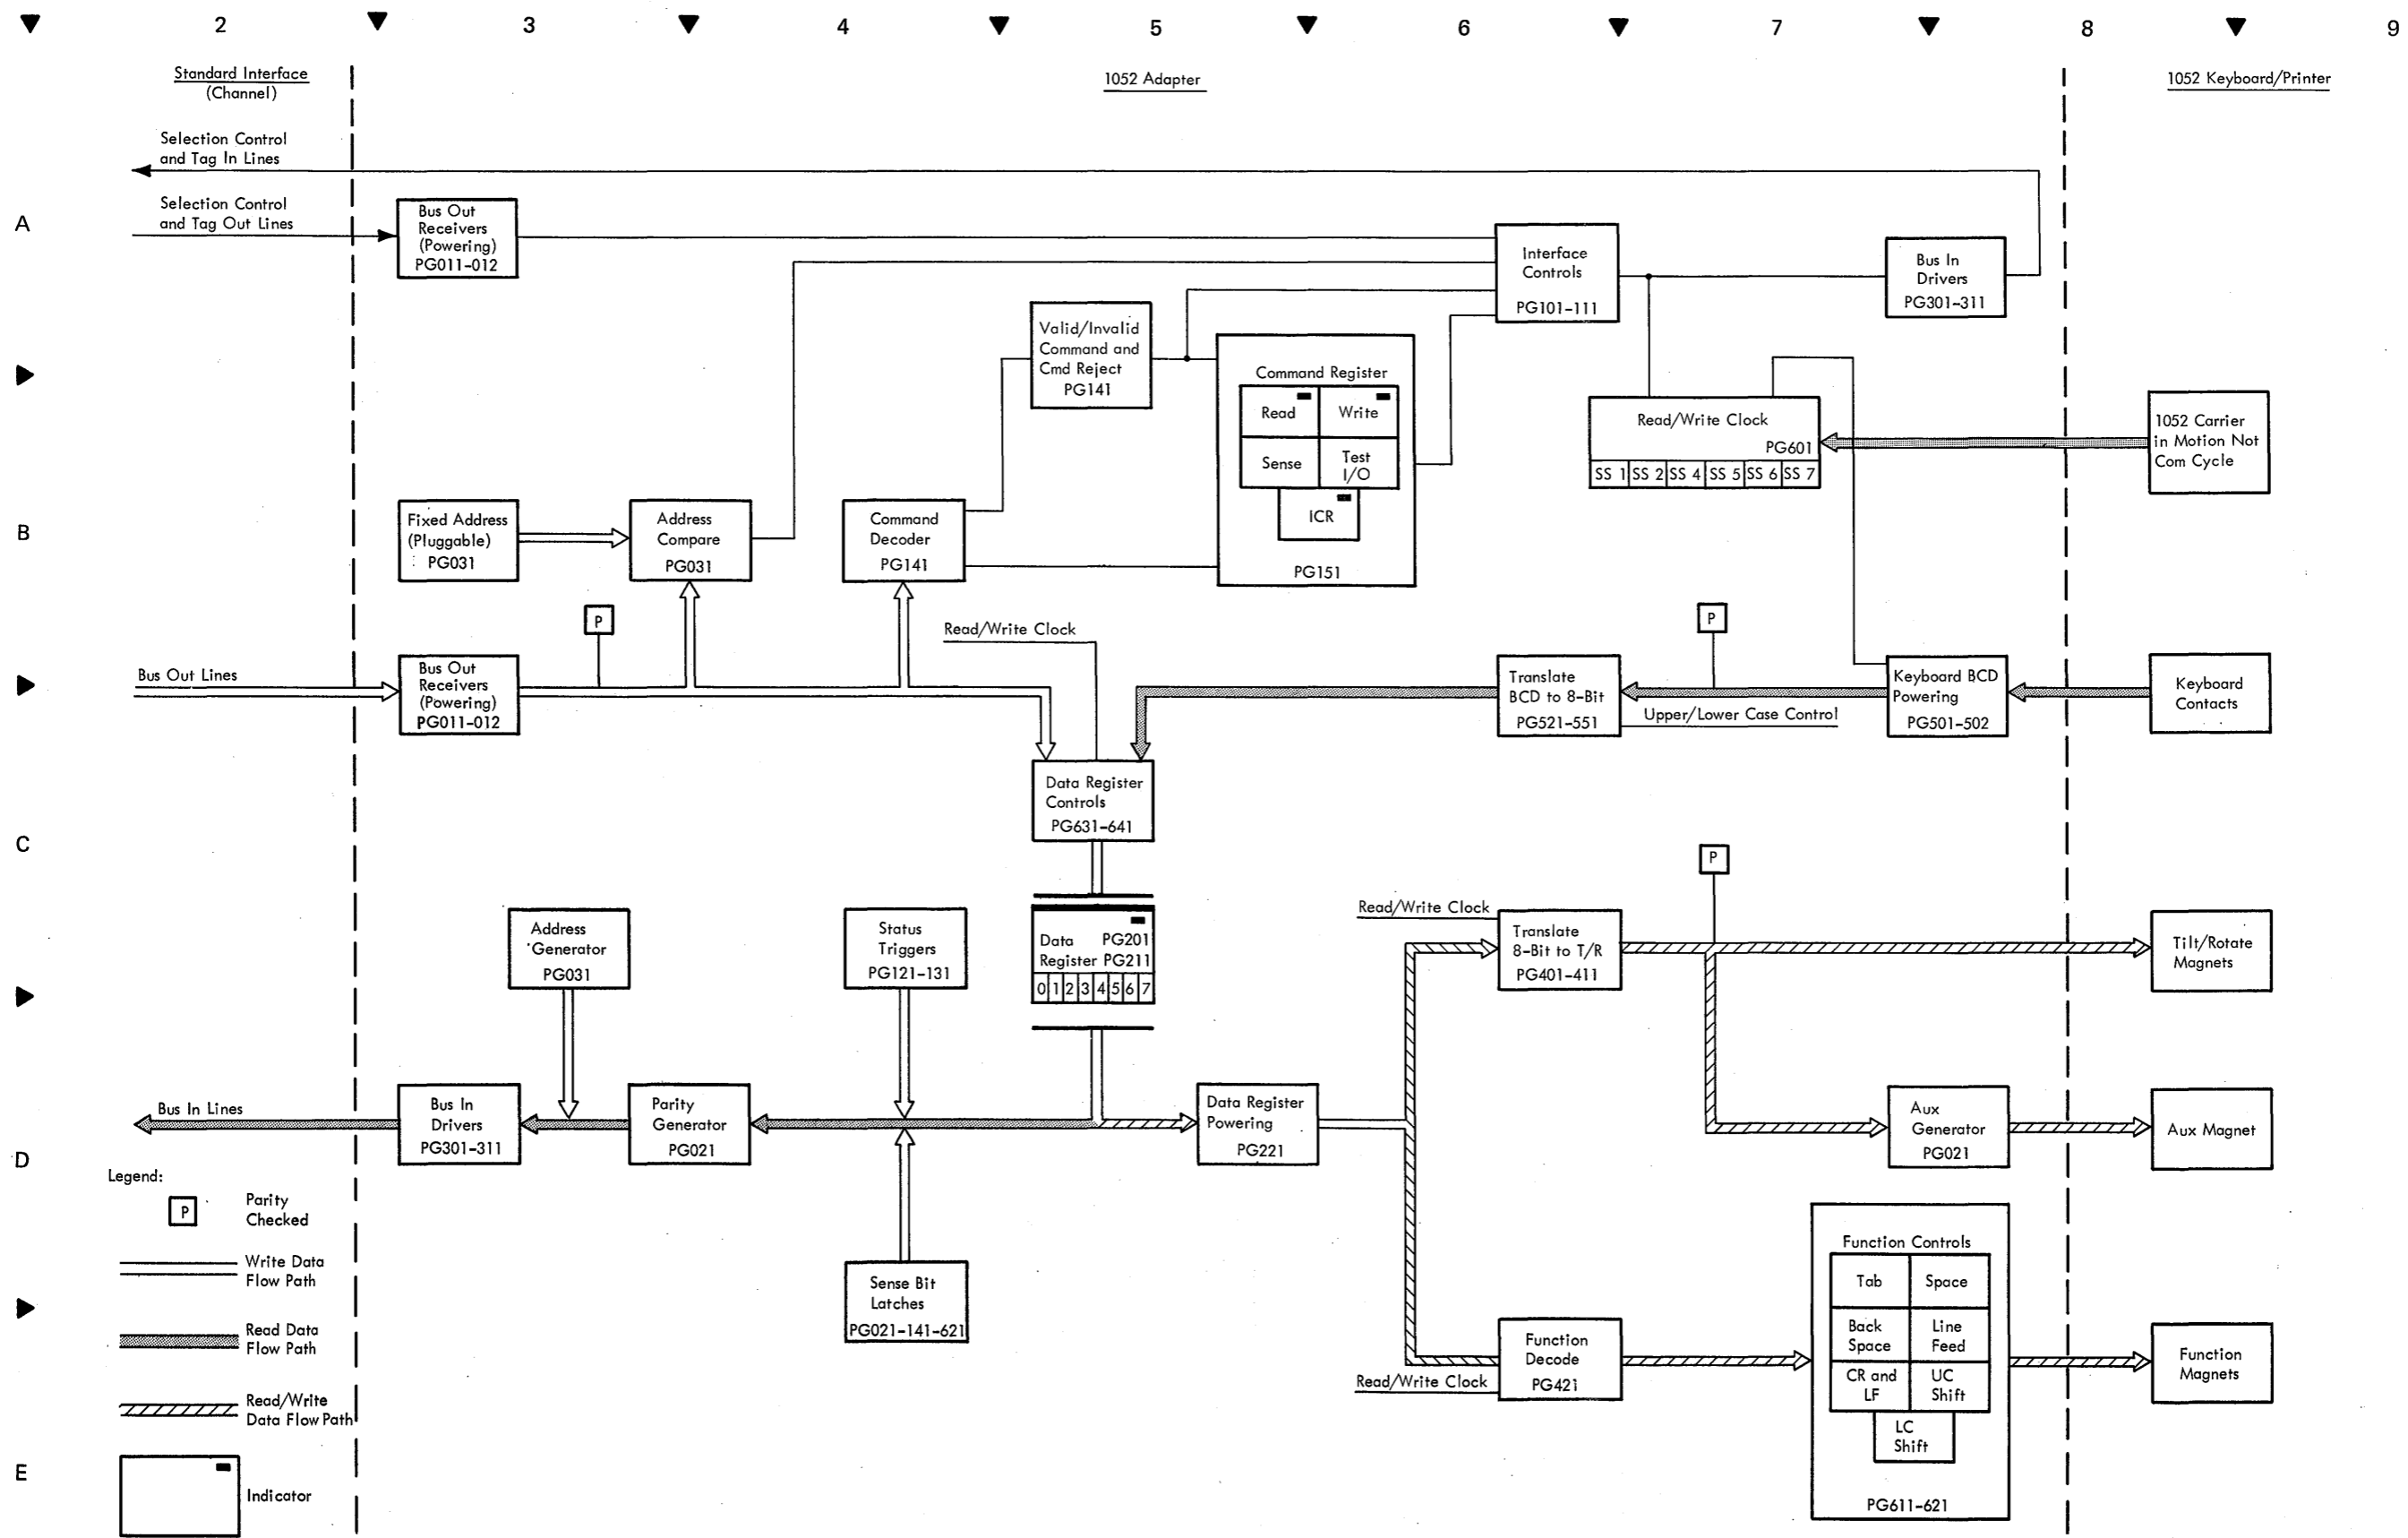 2 3 4 5 6 7 8 9
Standard Interface
(Channel)
1052 Adapter
1052 Keyboard/Printer
Selection Control
and Tag In Lines
A
Selection Control
and Tag Out Lines
Bus Out
Receivers
(Powering)
PG011-012
Interface
Controls
PG101-111
Bus In
Drivers
PG301-311
Valid/Invalid
Command and
Cmd Reject
PG141
Command Register
Read
Write
Sense
Test
I/O
ICR
PG151
Read/Write Clock
PG601
SS 1 SS 2 SS 4 SS 5 SS 6 SS 7
1052 Carrier
in Motion Not
Com Cycle
B
Fixed Address
(Pluggable)
PG031
Address
Compare
PG031
Command
Decoder
PG141
P
Read/Write Clock
P
Bus Out Lines
Bus Out
Receivers
(Powering)
PG011-012
Translate
BCD to 8-Bit
PG521-551
Upper/Lower Case Control
Keyboard BCD
Powering
PG501-502
Keyboard
Contacts
Data Register
Controls
PG631-641
C
P
Address
Generator
PG031
Status
Triggers
PG121-131
Data PG201
Register PG211
0 1 2 3 4 5 6 7
Read/Write Clock
Translate
8-Bit to T/R
PG401-411
Tilt/Rotate
Magnets
Bus In Lines
Bus In
Drivers
PG301-311
Parity
Generator
PG021
Data Register
Powering
PG221
Aux
Generator
PG021
Aux Magnet
D
Legend:
P
Parity
Checked
Write Data
Flow Path
Read Data
Flow Path
Read/Write
Data Flow Path
Indicator
Sense Bit
Latches
PG021-141-621
Function
Decode
PG421
Read/Write Clock
Function Controls
Tab
Space
Back
Space
Line
Feed
CR and
LF
UC
Shift
LC
Shift
PG611-621
Function
Magnets
E